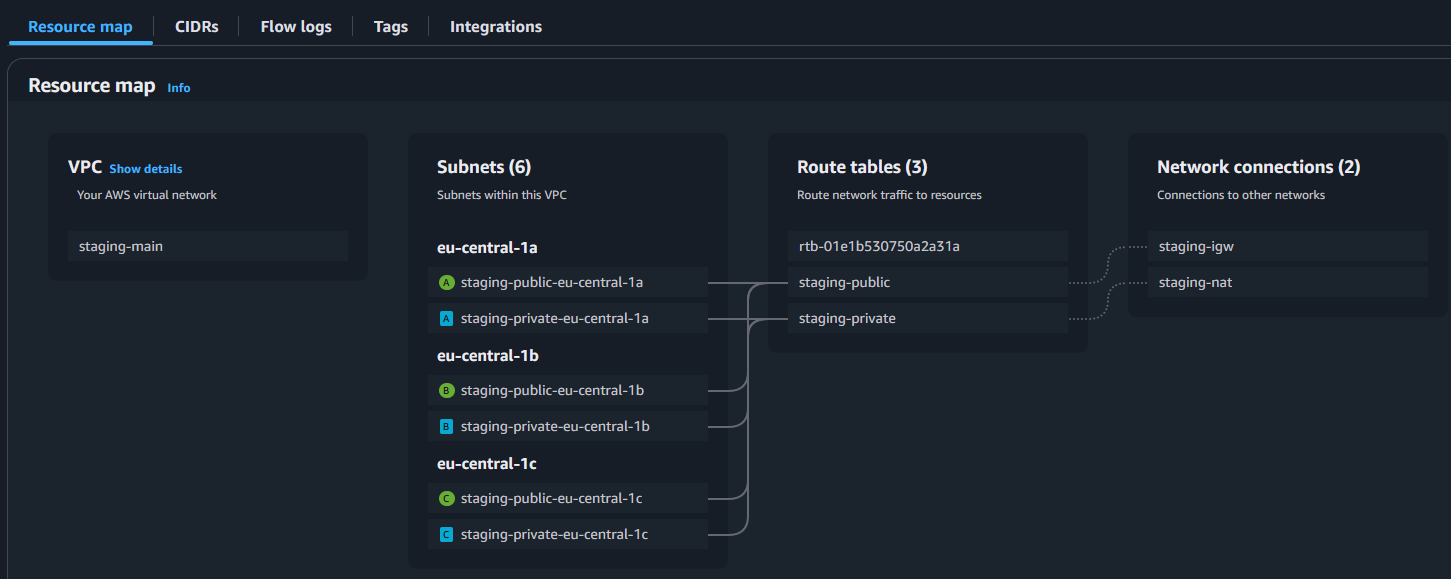 Resource map
CIDRs
Flow logs
Tags
Integrations
Resource map Info
VPC Show details
Your AWS virtual network
staging-main
Subnets (6)
Subnets within this VPC
eu-central-1a
A staging-public-eu-central-1a
A staging-private-eu-central-1a
eu-central-1b
B staging-public-eu-central-1b
B staging-private-eu-central-1b
eu-central-1c
C staging-public-eu-central-1c
C staging-private-eu-central-1c
Route tables (3)
Route network traffic to resources
rtb-01e1b530750a2a31a
staging-public
staging-private
Network connections (2)
Connections to other networks
staging-igw
staging-nat